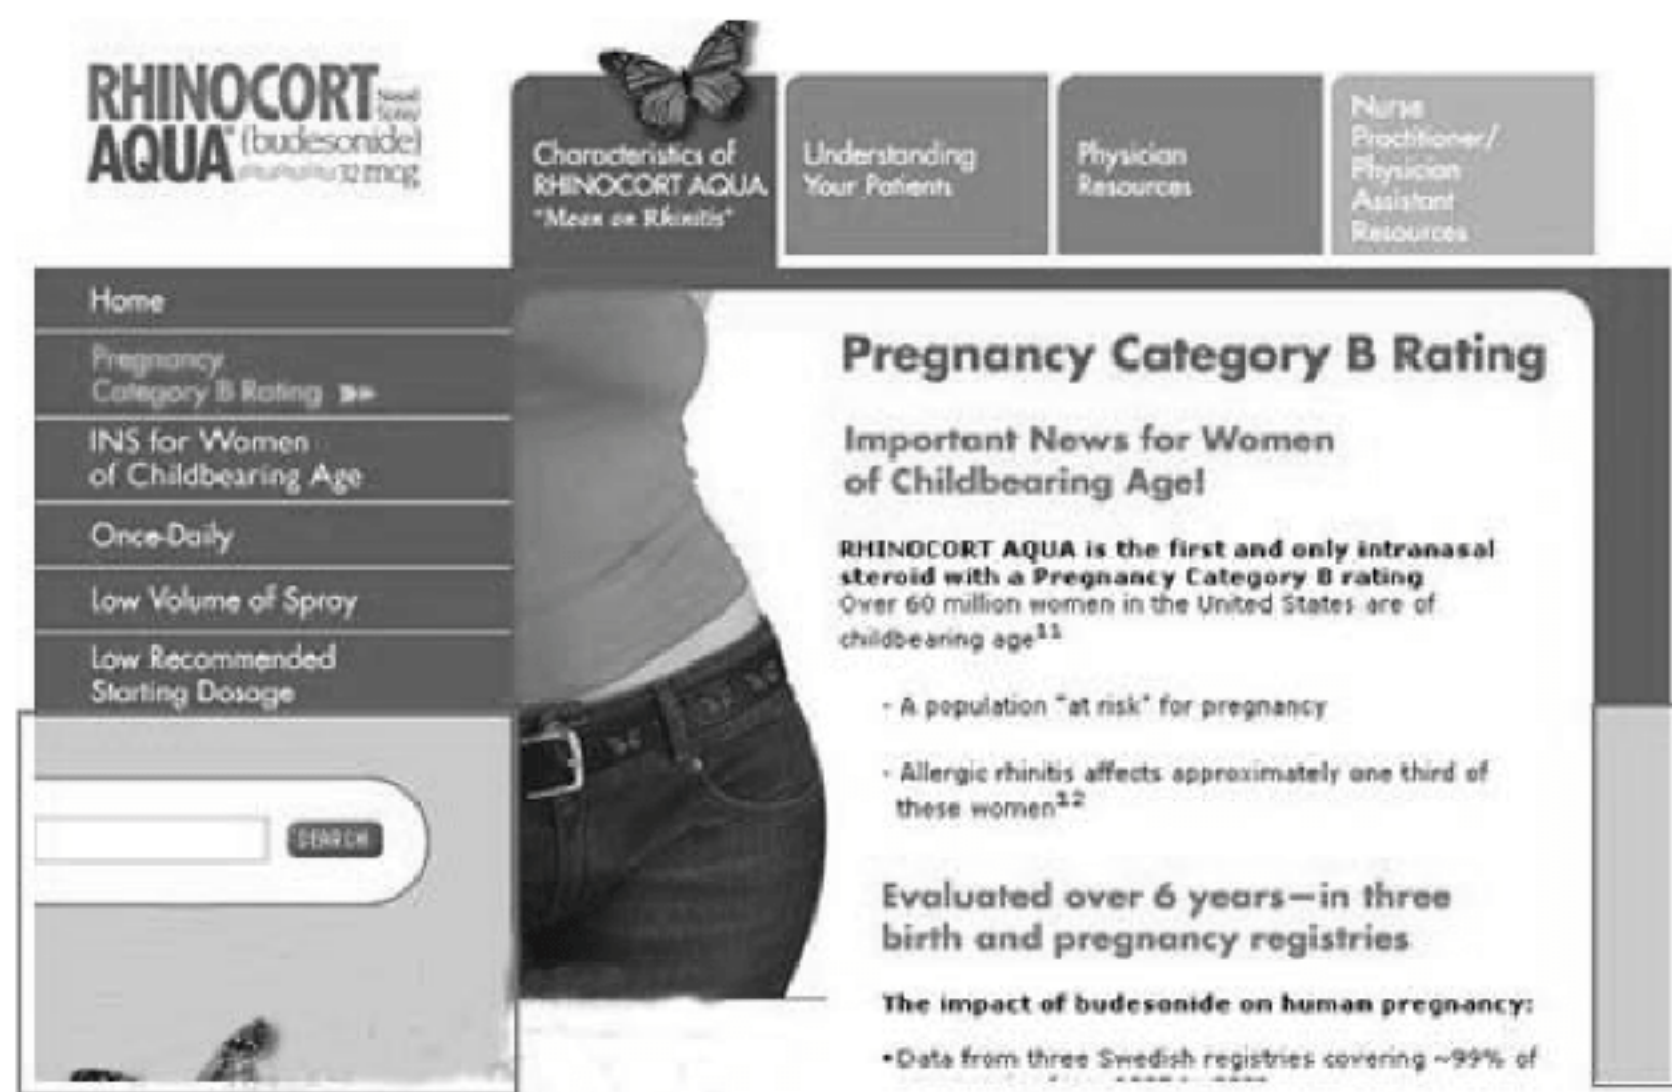 RHINOCORT
Nasal
Spray
AQUA® (budesonide)
32 mcg
Characteristics of
RHINOCORT AQUA
"Mean on Rhinitis"
Understanding
Your Patients
Physician
Resources
Nurse
Practitioner/
Physician
Assistant
Resources
Home
Pregnancy
Category B Rating
INS for Women
of Childbearing Age
Once-Daily
Low Volume of Spray
Low Recommended
Starting Dosage
SEARCH
Pregnancy Category B Rating
Important News for Women
of Childbearing Age!
RHINOCORT AQUA is the first and only intranasal
steroid with a Pregnancy Category B rating
Over 60 million women in the United States are of
childbearing age11
- A population "at risk" for pregnancy
- Allergic rhinitis affects approximately one third of
these women12
Evaluated over 6 years—in three
birth and pregnancy registries
The impact of budesonide on human pregnancy:
•Data from three Swedish registries covering ~99% of